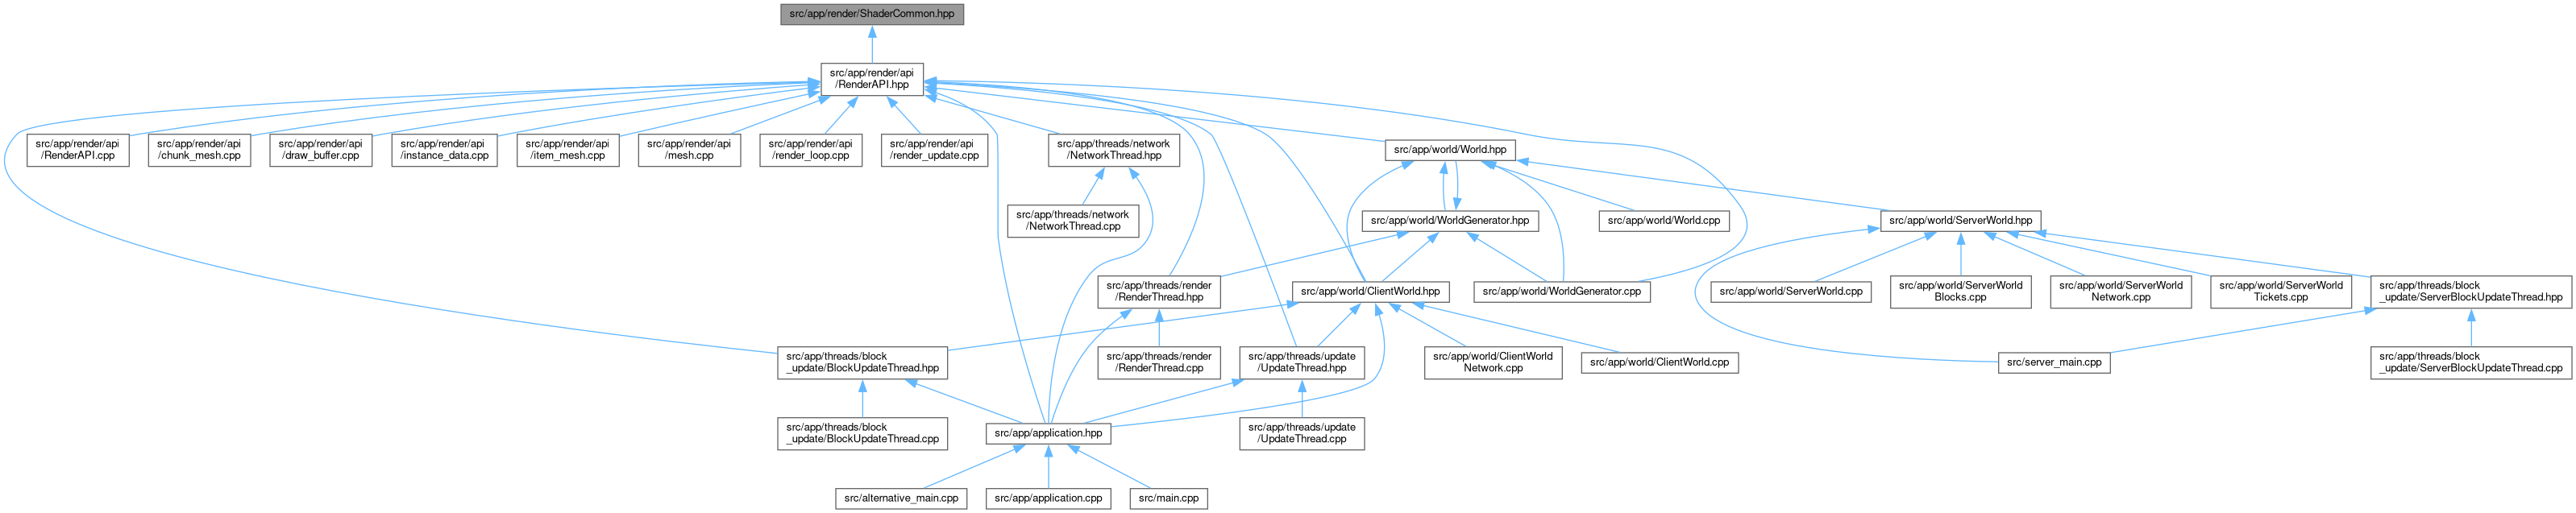 src/app/render/ShaderCommon.hpp
src/app/render/api
/RenderAPI.hpp
src/app/render/api
/RenderAPI.cpp
src/app/render/api
/chunk_mesh.cpp
src/app/render/api
/draw_buffer.cpp
src/app/render/api
/instance_data.cpp
src/app/render/api
/item_mesh.cpp
src/app/render/api
/mesh.cpp
src/app/render/api
/render_loop.cpp
src/app/render/api
/render_update.cpp
src/app/threads/network
/NetworkThread.hpp
src/app/world/World.hpp
src/app/threads/network
/NetworkThread.cpp
src/app/world/WorldGenerator.hpp
src/app/world/World.cpp
src/app/world/ServerWorld.hpp
src/app/threads/render
/RenderThread.hpp
src/app/world/ClientWorld.hpp
src/app/world/WorldGenerator.cpp
src/app/world/ServerWorld.cpp
src/app/world/ServerWorld
Blocks.cpp
src/app/world/ServerWorld
Network.cpp
src/app/world/ServerWorld
Tickets.cpp
src/app/threads/block
_update/ServerBlockUpdateThread.hpp
src/app/threads/block
_update/BlockUpdateThread.hpp
src/app/threads/render
/RenderThread.cpp
src/app/threads/update
/UpdateThread.hpp
src/app/world/ClientWorld
Network.cpp
src/app/world/ClientWorld.cpp
src/server_main.cpp
src/app/threads/block
_update/ServerBlockUpdateThread.cpp
src/app/threads/block
_update/BlockUpdateThread.cpp
src/app/application.hpp
src/app/threads/update
/UpdateThread.cpp
src/alternative_main.cpp
src/app/application.cpp
src/main.cpp